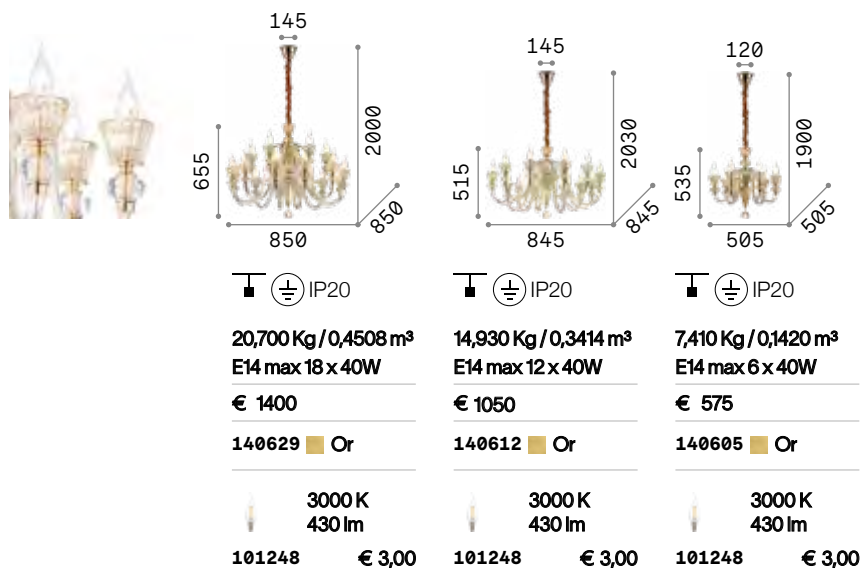 145
2000
655
850
850
IP20
20,700 Kg / 0,4508 m³
E14 max 18 x 40W
€ 1400
140629 Or
3000 K
430 lm
101248 € 3,00
145
2030
515
845
845
IP20
14,930 Kg / 0,3414 m³
E14 max 12 x 40W
€ 1050
140612 Or
3000 K
430 lm
101248 € 3,00
120
1900
535
505
505
IP20
7,410 Kg / 0,1420 m³
E14 max 6 x 40W
€ 575
140605 Or
3000 K
430 lm
101248 € 3,00